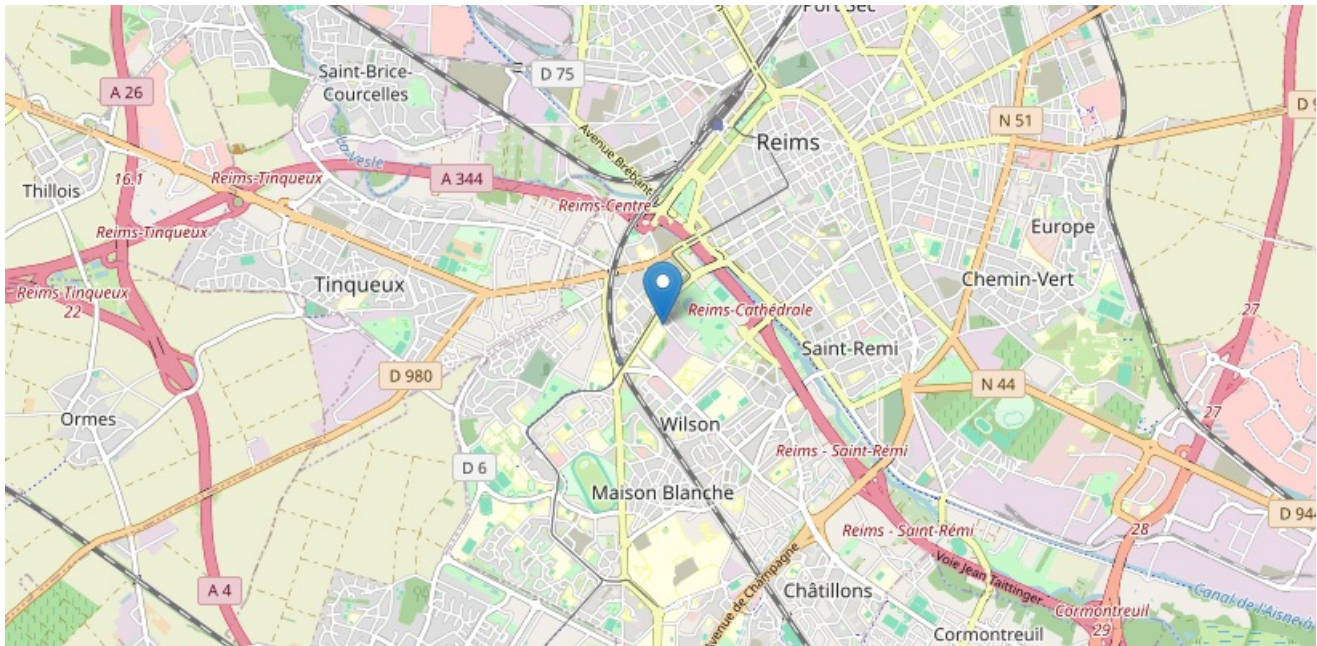 Port Sec
Saint-Brice-
Courcelles
D 75
A 26
N 51
D 9
Reims
Avenue Brébant
La Vesle
Thillois
16.1
Reims-Tinqueux
A 344
Reims-Centre
Reims-Tinqueux
Europe
Tinqueux
Chemin-Vert
Reims-Tinqueux
22
Reims-Cathédrale
27
Saint-Remi
D 980
N 44
Ormes
27
Wilson
Reims - Saint-Rémi
D 6
Maison Blanche
D 944
Reims - Saint-Rémi
28
Voie Jean Taittinger
A 4
Avenue de Champagne
Châtillons
Canal de l'Aisne
Cormontreuil
29
Cormontreuil